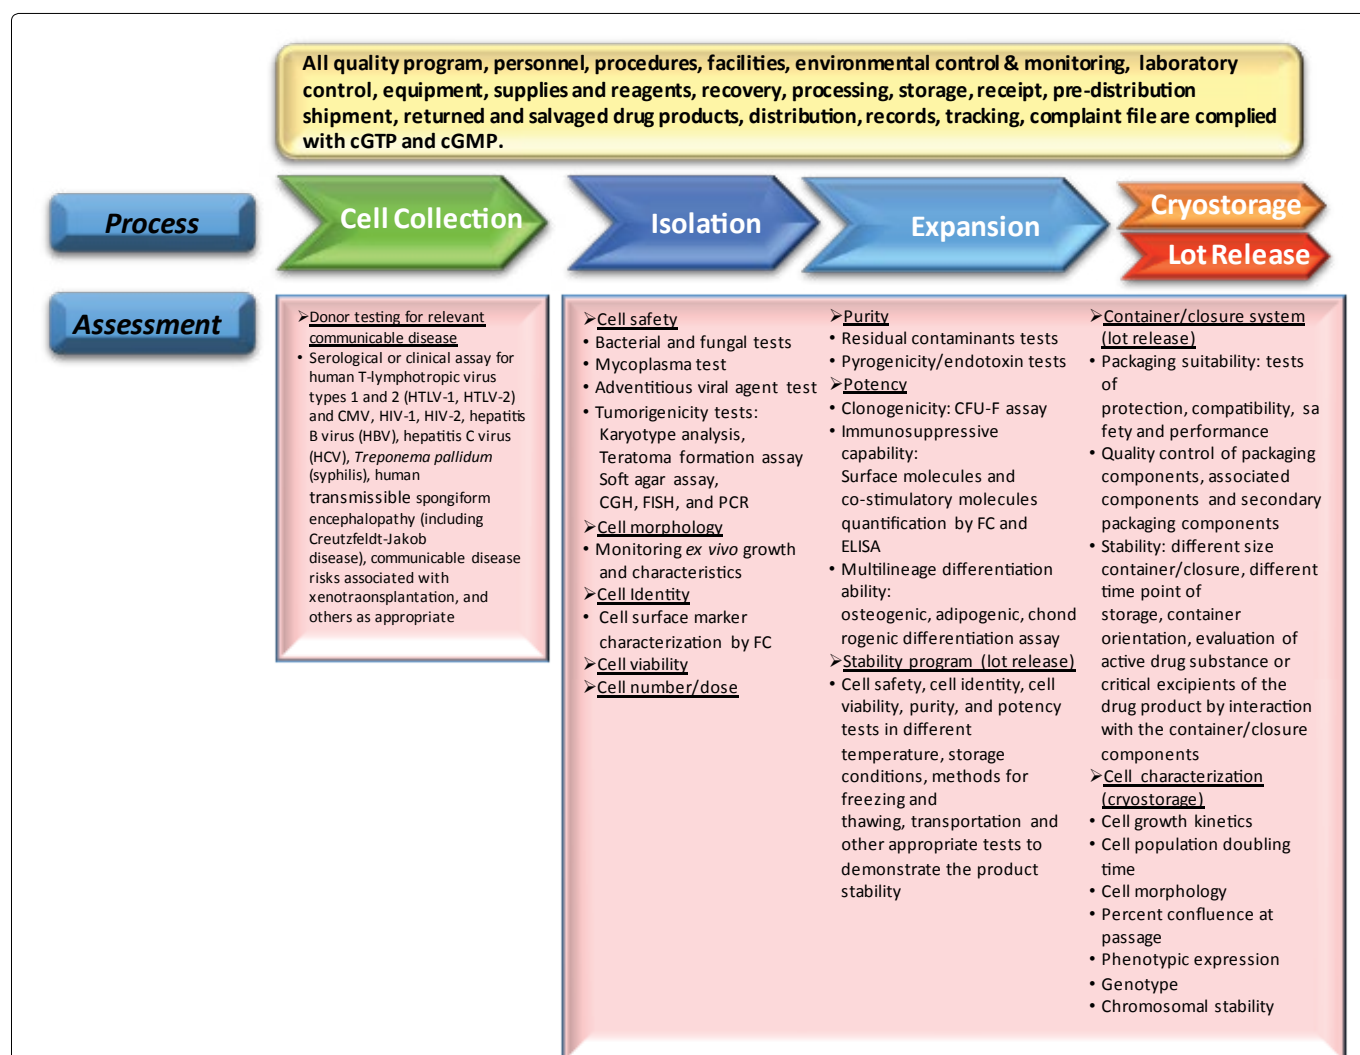 All quality program, personnel, procedures, facilities, environmental control & monitoring, laboratory
control, equipment, supplies and reagents, recovery, processing, storage, receipt, pre-distribution
shipment, returned and salvaged drug products, distribution, records, tracking, complaint file are complied
with cGTP and cGMP.
Process
Cell Collection
Isolation
Expansion
Cryostorage
Lot Release
Assessment
➢Donor testing for relevant
communicable disease
• Serological or clinical assay for
human T-lymphotropic virus
types 1 and 2 (HTLV-1, HTLV-2)
and CMV, HIV-1, HIV-2, hepatitis
B virus (HBV), hepatitis C virus
(HCV), Treponema pallidum
(syphilis), human
transmissible spongiform
encephalopathy (including
Creutzfeldt-Jakob
disease), communicable disease
risks associated with
xenotraonsplantation, and
others as appropriate
➢Cell safety
• Bacterial and fungal tests
• Mycoplasma test
• Adventitious viral agent test
• Tumorigenicity tests:
Karyotype analysis,
Teratoma formation assay
Soft agar assay,
CGH, FISH, and PCR
➢Cell morphology
• Monitoring ex vivo growth
and characteristics
➢Cell Identity
• Cell surface marker
characterization by FC
➢Cell viability
➢Cell number/dose
➢Purity
• Residual contaminants tests
• Pyrogenicity/endotoxin tests
➢Potency
• Clonogenicity: CFU-F assay
• Immunosuppressive
capability:
Surface molecules and
co-stimulatory molecules
quantification by FC and
ELISA
• Multilineage differentiation
ability:
osteogenic, adipogenic, chond
rogenic differentiation assay
➢Stability program (lot release)
• Cell safety, cell identity, cell
viability, purity, and potency
tests in different
temperature, storage
conditions, methods for
freezing and
thawing, transportation and
other appropriate tests to
demonstrate the product
stability
➢Container/closure system
(lot release)
• Packaging suitability: tests
of
protection, compatibility, sa
fety and performance
• Quality control of packaging
components, associated
components and secondary
packaging components
• Stability: different size
container/closure, different
time point of
storage, container
orientation, evaluation of
active drug substance or
critical excipients of the
drug product by interaction
with the container/closure
components
➢Cell characterization
(cryostorage)
• Cell growth kinetics
• Cell population doubling
time
• Cell morphology
• Percent confluence at
passage
• Phenotypic expression
• Genotype
• Chromosomal stability